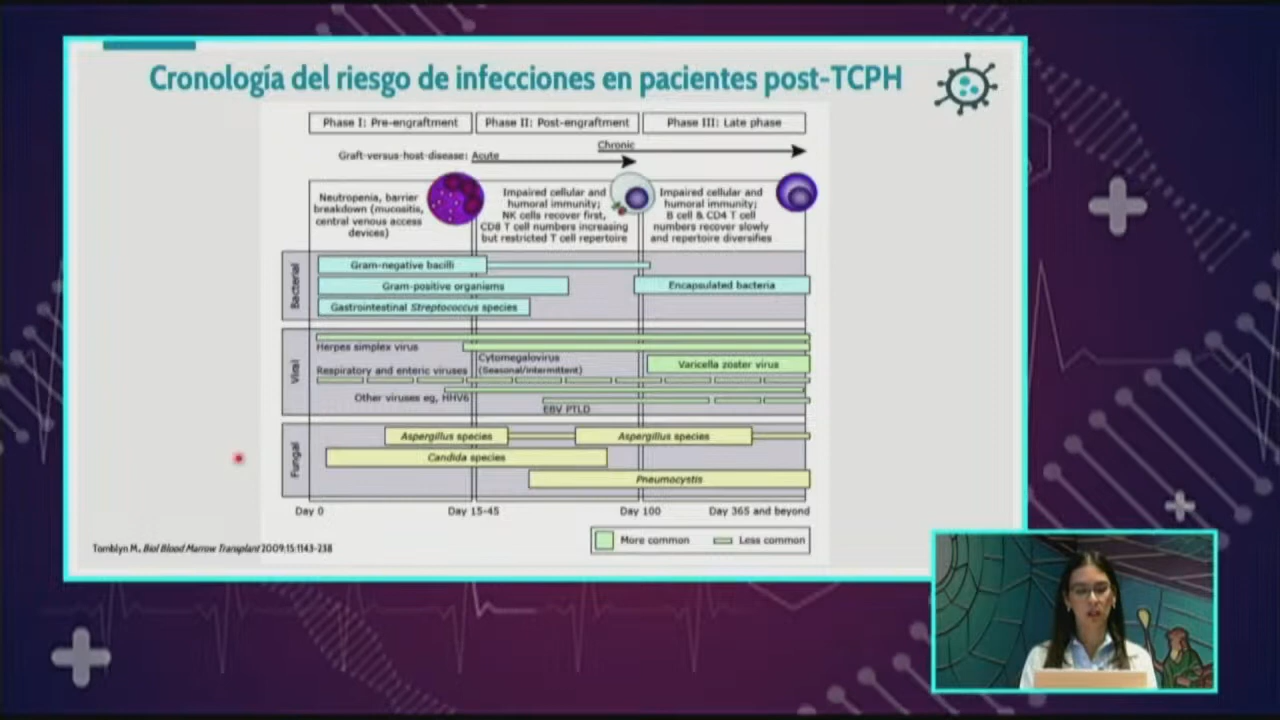 Cronología del riesgo de infecciones en pacientes post-TCPH
Phase I: Pre-engraftment
Phase II: Post-engraftment
Phase III: Late phase
Graft-versus-host-disease: Acute
Chronic
Neutropenia, barrier
breakdown (mucositis,
central venous access
devices)
Impaired cellular and
humoral immunity;
NK cells recover first,
CD8 T cell numbers increasing
but restricted T cell repertoire
Impaired cellular and
humoral immunity;
B cell & CD4 T cell
numbers recover slowly
and repertoire diversifies
Bacterial
Gram-negative bacilli
Gram-positive organisms
Encapsulated bacteria
Gastrointestinal Streptococcus species
Viral
Herpes simplex virus
Cytomegalovirus
Varicella zoster virus
Respiratory and enteric viruses
(Seasonal/intermittent)
Other viruses eg, HHV6
EBV PTLD
Fungal
Aspergillus species
Aspergillus species
Candida species
Pneumocystis
Day 0
Day 15-45
Day 100
Day 365 and beyond
More common
Less common
Tomblyn M. Biol Blood Marrow Transplant 2009;15:1143-238